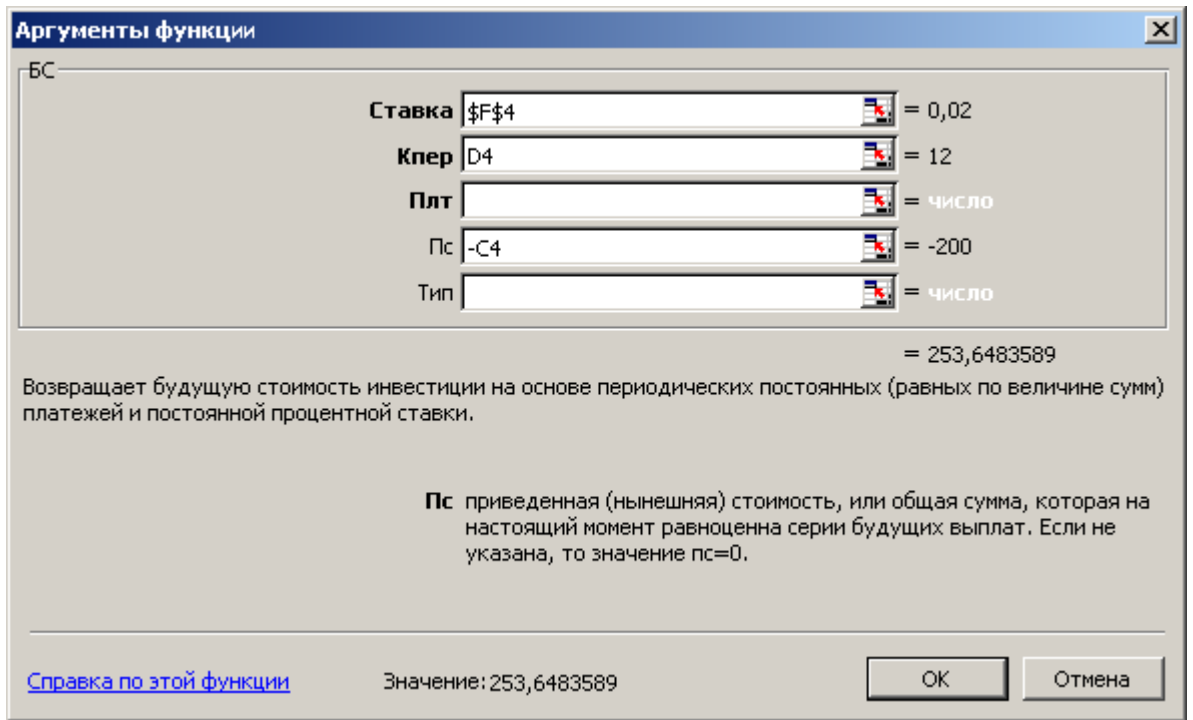 Аргументы функции
БС
Ставка $F$4 = 0,02
Кпер D4 = 12
Плт = число
Пс -C4 = -200
Тип = число
= 253,6483589
Возвращает будущую стоимость инвестиции на основе периодических постоянных (равных по величине сумм)
платежей и постоянной процентной ставки.
Пс приведенная (нынешняя) стоимость, или общая сумма, которая на
настоящий момент равноценна серии будущих выплат. Если не
указана, то значение пс=0.
Справка по этой функции Значение:253,6483589 OK Отмена